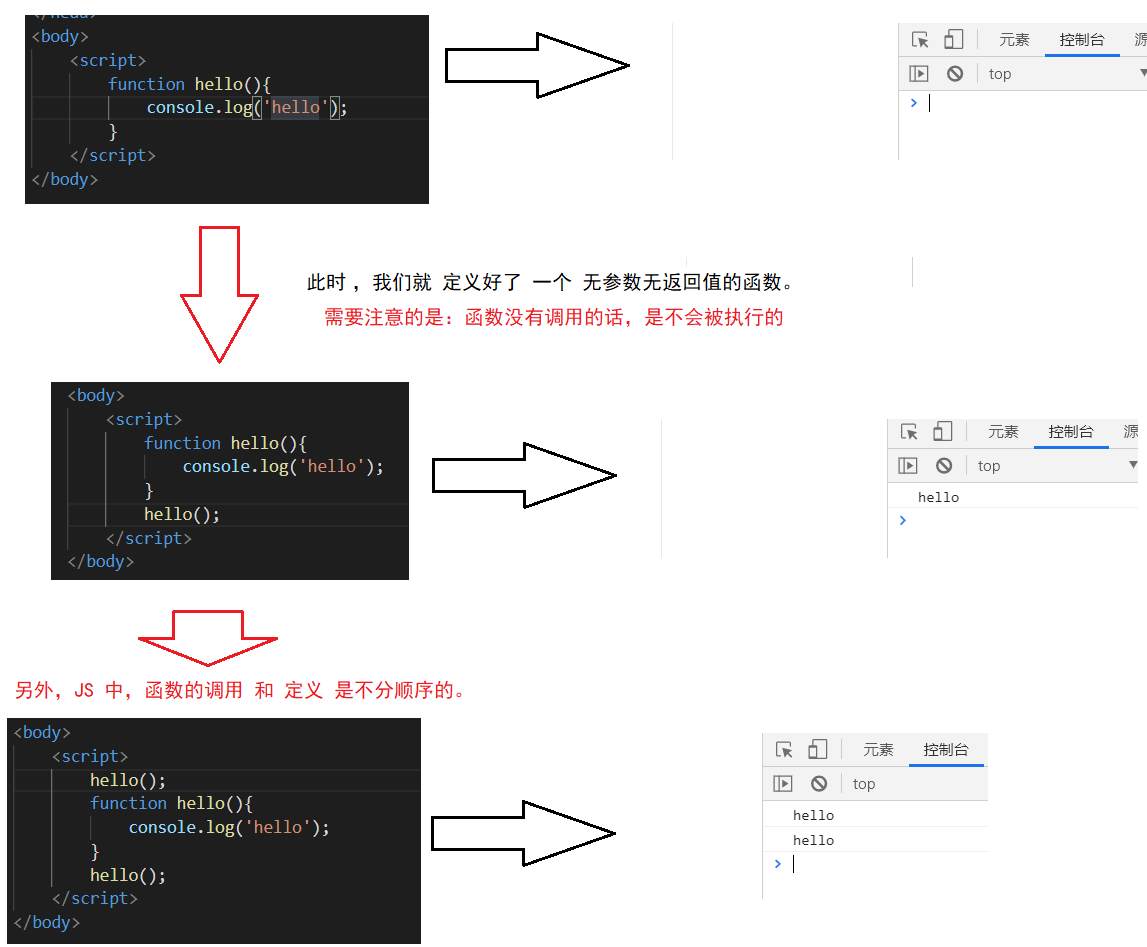 </head>
<body>
<script>
function hello(){
console.log('hello');
}
</script>
</body>
元素 控制台 源
top
此时，我们就 定义好了 一个 无参数无返回值的函数。
需要注意的是：函数没有调用的话，是不会被执行的
<body>
<script>
function hello(){
console.log('hello');
}
hello();
</script>
</body>
元素 控制台 源
top
hello
另外，JS 中，函数的调用 和 定义 是不分顺序的。
<body>
<script>
hello();
function hello(){
console.log('hello');
}
hello();
</script>
</body>
元素 控制台
top
hello
hello